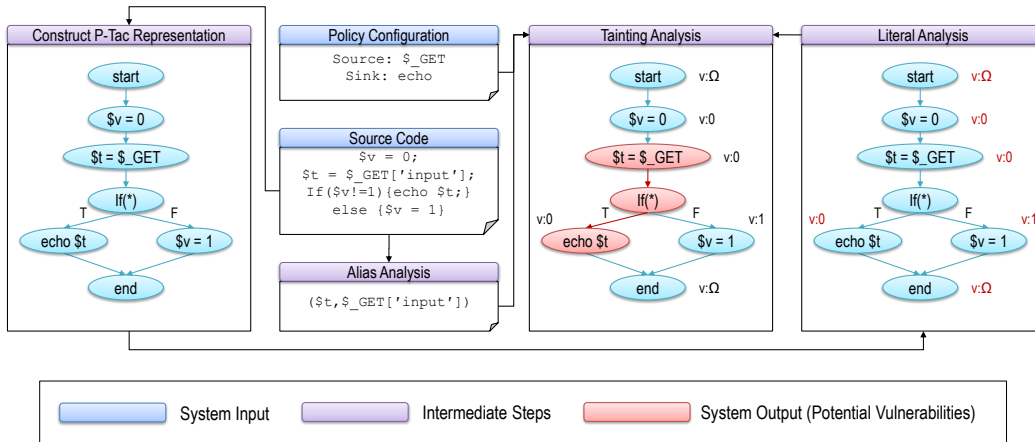 Construct P-Tac Representation
start
$v = 0
$t = $_GET
If(*)
T
F
echo $t
$v = 1
end
Policy Configuration
Source: $_GET
Sink: echo
Source Code
$v = 0;
$t = $_GET['input'];
If($v!=1){echo $t;}
else {$v = 1}
Alias Analysis
($t,$_GET['input'])
Tainting Analysis
start
v:Ω
$v = 0
v:0
$t = $_GET
v:0
If(*)
v:0
T
F
v:1
echo $t
$v = 1
end
v:Ω
Literal Analysis
start
v:Ω
$v = 0
v:0
$t = $_GET
v:0
If(*)
v:0
T
F
v:1
echo $t
$v = 1
end
v:Ω
System Input
Intermediate Steps
System Output (Potential Vulnerabilities)